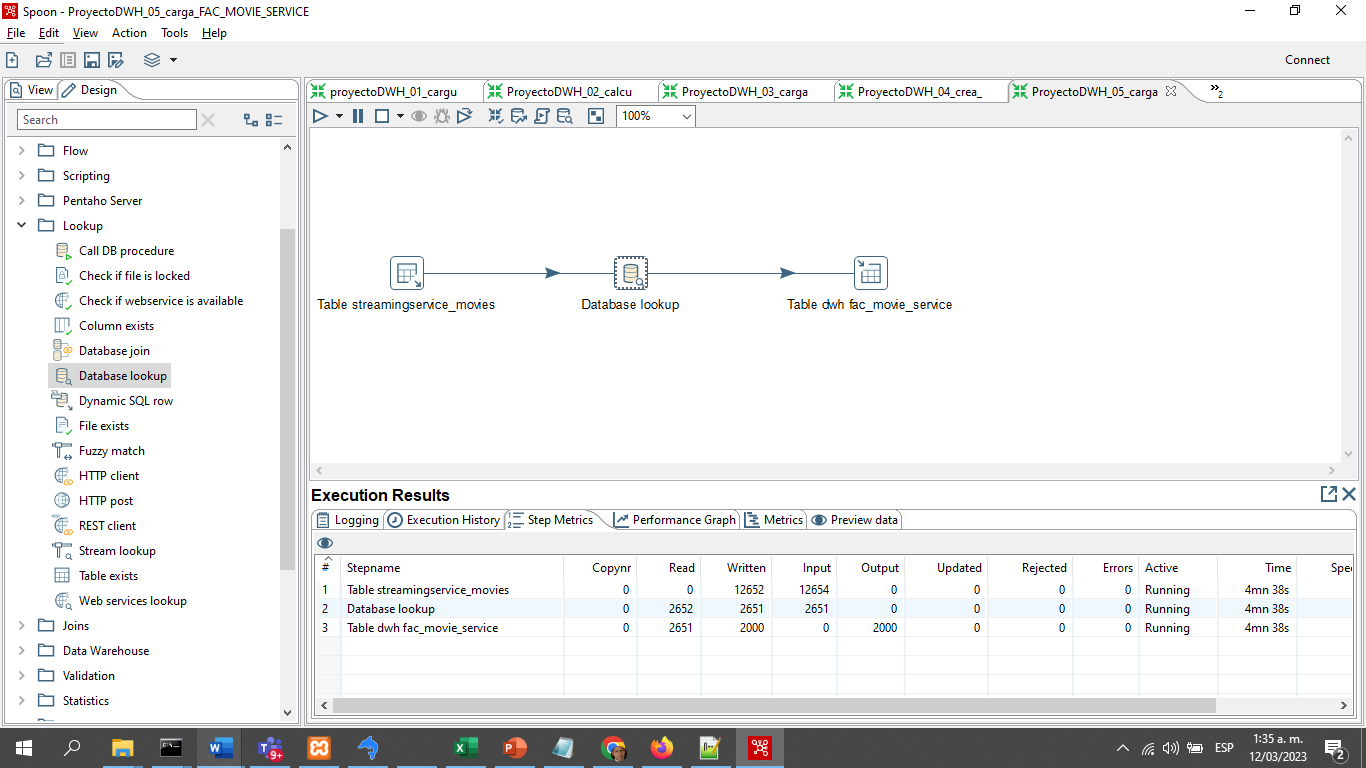 Spoon - ProyectoDWH_05_carga_FAC_MOVIE_SERVICE
File Edit View Action Tools Help
Connect
View Design
proyectoDWH_01_cargu ProyectoDWH_02_calcu ProyectoDWH_03_carga ProyectoDWH_04_crea_ ProyectoDWH_05_carga »2
Search
100%
Flow
Scripting
Pentaho Server
Lookup
Call DB procedure
Check if file is locked
Check if webservice is available
Column exists
Database join
Database lookup
Dynamic SQL row
File exists
Fuzzy match
HTTP client
HTTP post
REST client
Stream lookup
Table exists
Web services lookup
Joins
Data Warehouse
Validation
Statistics
Table streamingservice_movies Database lookup Table dwh fac_movie_service
Execution Results
Logging Execution History Step Metrics Performance Graph Metrics Preview data
# Stepname Copynr Read Written Input Output Updated Rejected Errors Active Time Spee
1 Table streamingservice_movies 0 0 12652 12654 0 0 0 0 Running 4mn 38s
2 Database lookup 0 2652 2651 2651 0 0 0 0 Running 4mn 38s
3 Table dwh fac_movie_service 0 2651 2000 0 2000 0 0 0 Running 4mn 38s
9+
ESP
1:35 a. m.
12/03/2023
2